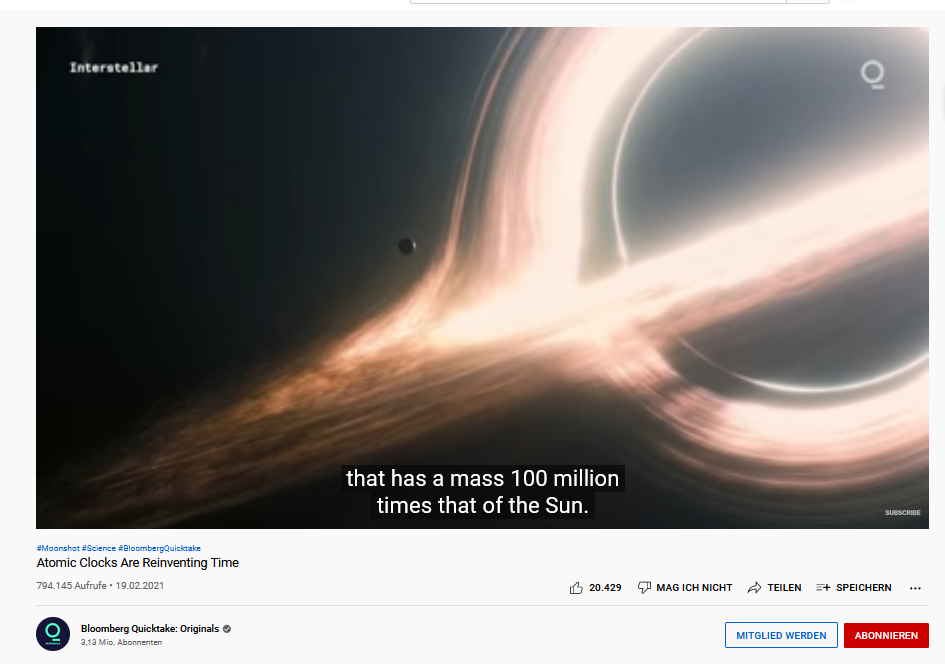 Interstellar
that has a mass 100 million
times that of the Sun.
SUBSCRIBE
#Moonshot #Science #BloombergQuicktake
Atomic Clocks Are Reinventing Time
794.145 Aufrufe • 19.02.2021
20.429 MAG ICH NICHT TEILEN SPEICHERN
Bloomberg Quicktake: Originals
3,13 Mio. Abonnenten
MITGLIED WERDEN ABONNIEREN